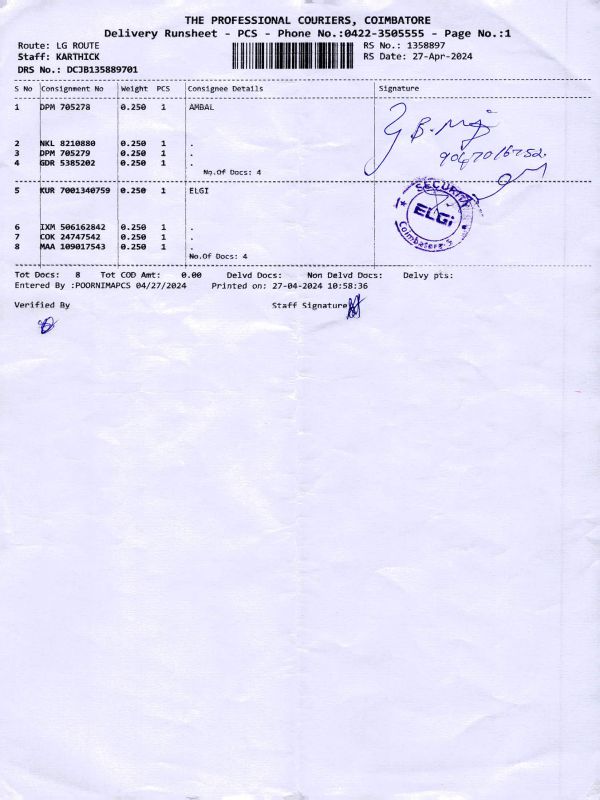 THE PROFESSIONAL COURIERS, COIMBATORE
Delivery Runsheet - PCS - Phone No.:0422-3505555 - Page No.:1
Route: LG ROUTE RS No.: 1358897
Staff: KARTHICK RS Date: 27-Apr-2024
DRS No.: DCJB135889701
S No Consignment No Weight PCS Consignee Details Signature
1 DPM 705278 0.250 1 AMBAL
2 NKL 8210880 0.250 1 .
3 DPM 705279 0.250 1 .
4 GDR 5385202 0.250 1 .
No.Of Docs: 4
5 KUR 7001340759 0.250 1 ELGI
SECURITY
ELGi
Coimbatore-5
6 IXM 506162842 0.250 1 .
7 COK 24747542 0.250 1 .
8 MAA 109017543 0.250 1 .
No.Of Docs: 4
Tot Docs: 8 Tot COD Amt: 0.00 Delvd Docs: Non Delvd Docs: Delvy pts:
Entered By :POORNIMAPCS 04/27/2024 Printed on: 27-04-2024 10:58:36
Verified By Staff Signature